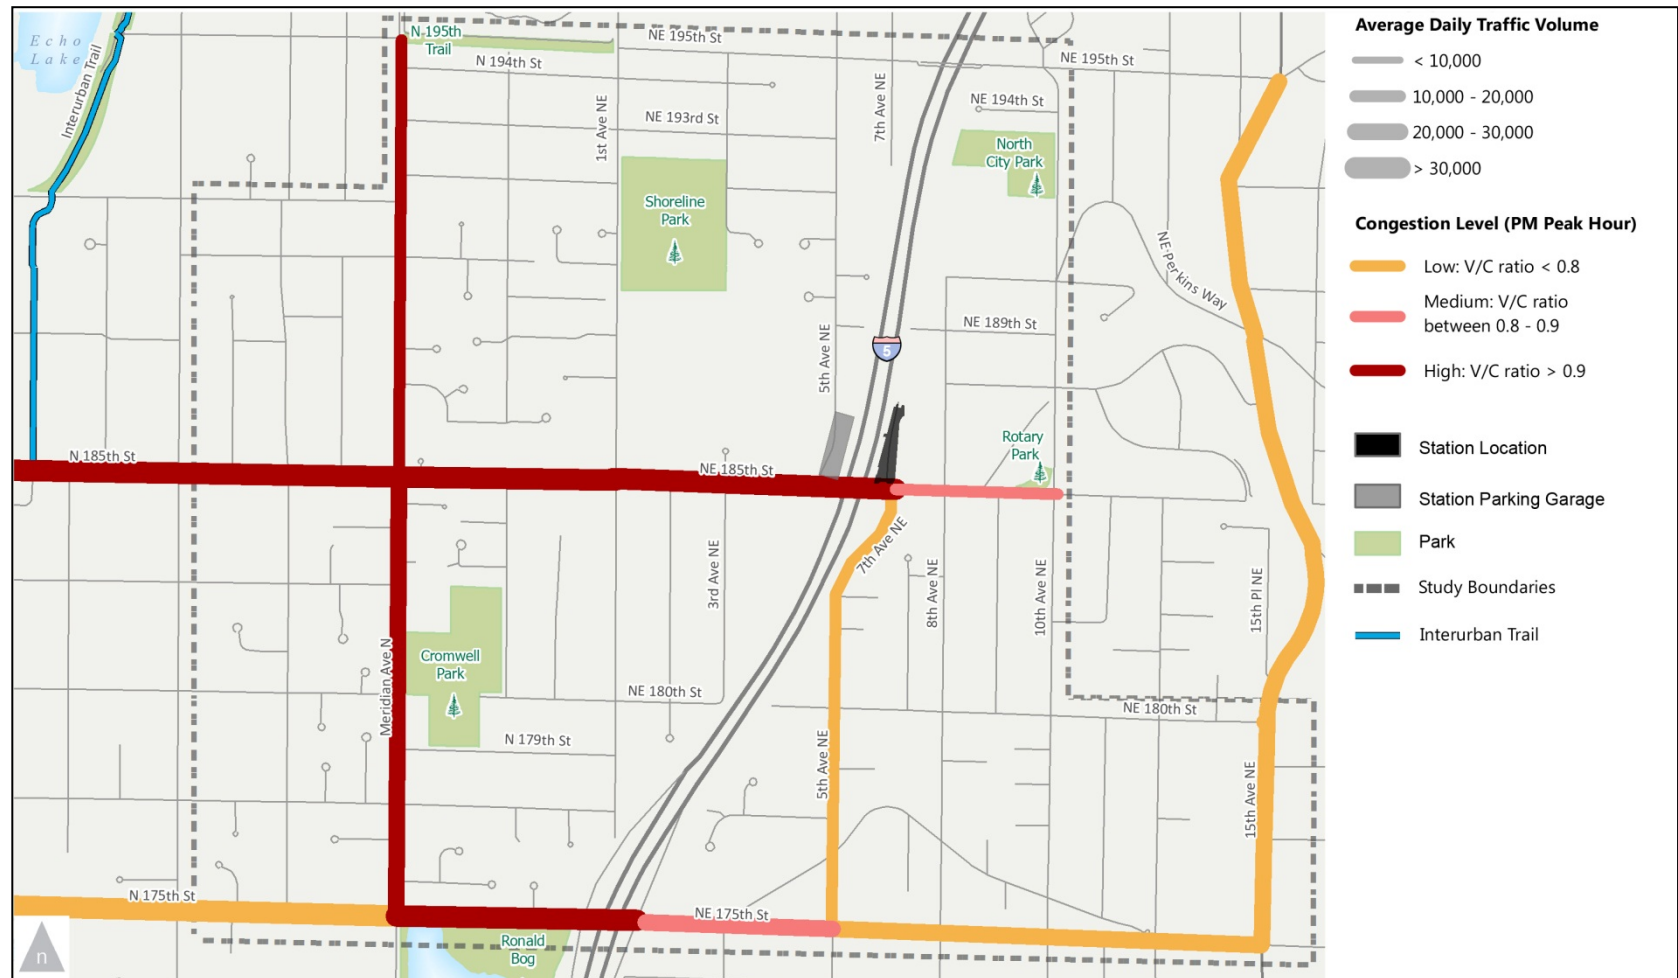 Echo
Lake
Interurban Trail
N 195th
Trail
NE 195th St
NE 195th St
N 194th St
NE 194th St
1st Ave NE
NE 193rd St
7th Ave NE
North
City Park
Shoreline
Park
NE Perkins Way
NE 189th St
5
5th Ave NE
Rotary
Park
N 185th St
NE 185th St
7th Ave NE
3rd Ave NE
8th Ave NE
10th Ave NE
15th Pl NE
Meridian Ave N
Cromwell
Park
NE 180th St
NE 180th St
N 179th St
5th Ave NE
15th Ave NE
N 175th St
NE 175th St
Ronald
Bog
n
Average Daily Traffic Volume
< 10,000
10,000 - 20,000
20,000 - 30,000
> 30,000
Congestion Level (PM Peak Hour)
Low: V/C ratio < 0.8
Medium: V/C ratio
between 0.8 - 0.9
High: V/C ratio > 0.9
Station Location
Station Parking Garage
Park
Study Boundaries
Interurban Trail